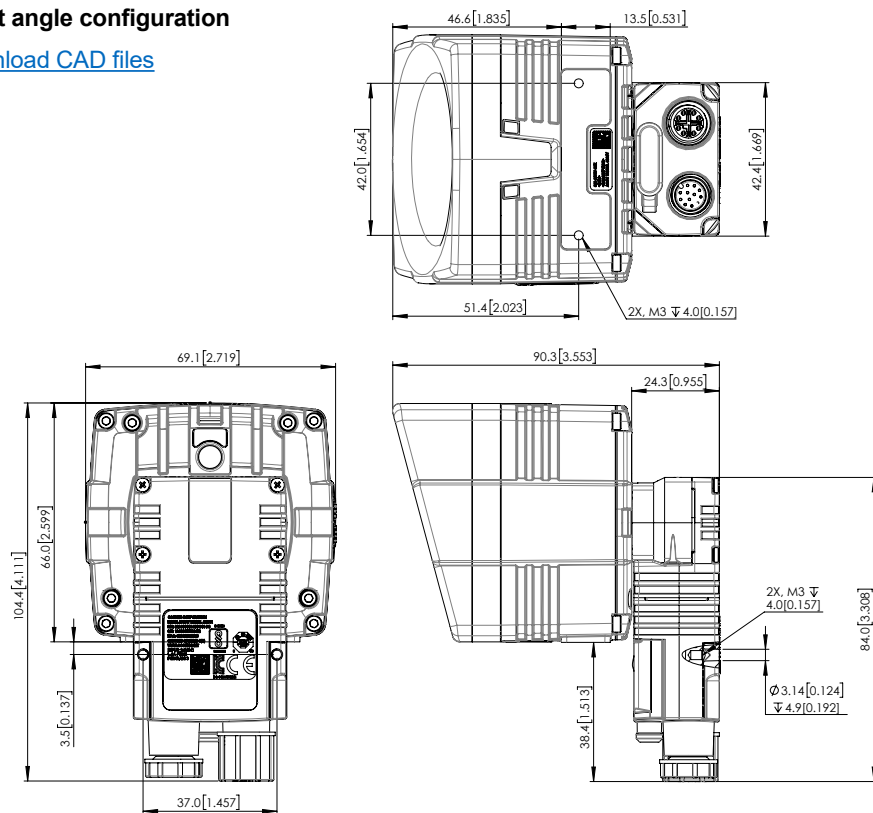 t angle configuration
nload CAD files
46.6[1.835]
13.5[0.531]
42.0[1.654]
42.4[1.669]
51.4[2.023]
2X, M3 ↧ 4.0[0.157]
69.1[2.719]
90.3[3.553]
24.3[0.955]
104.4[4.111]
66.0[2.599]
3.5[0.137]
37.0[1.457]
38.4[1.513]
2X, M3 ↧
4.0[0.157]
Ø3.14[0.124]
↧4.9[0.192]
84.0[3.308]
CE